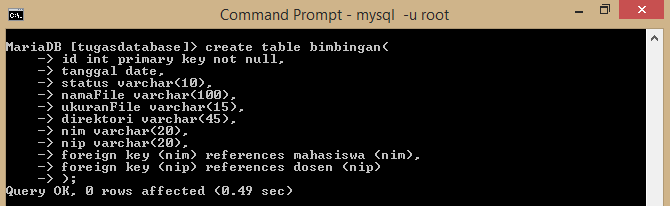 Command Prompt - mysql -u root
MariaDB [tugasdatabase]> create table bimbingan(
-> id int primary key not null,
-> tanggal date,
-> status varchar(10),
-> namaFile varchar(100),
-> ukuranFile varchar(15),
-> direktori varchar(45),
-> nim varchar(20),
-> nip varchar(20),
-> foreign key (nim) references mahasiswa (nim),
-> foreign key (nip) references dosen (nip)
-> );
Query OK, 0 rows affected (0.49 sec)